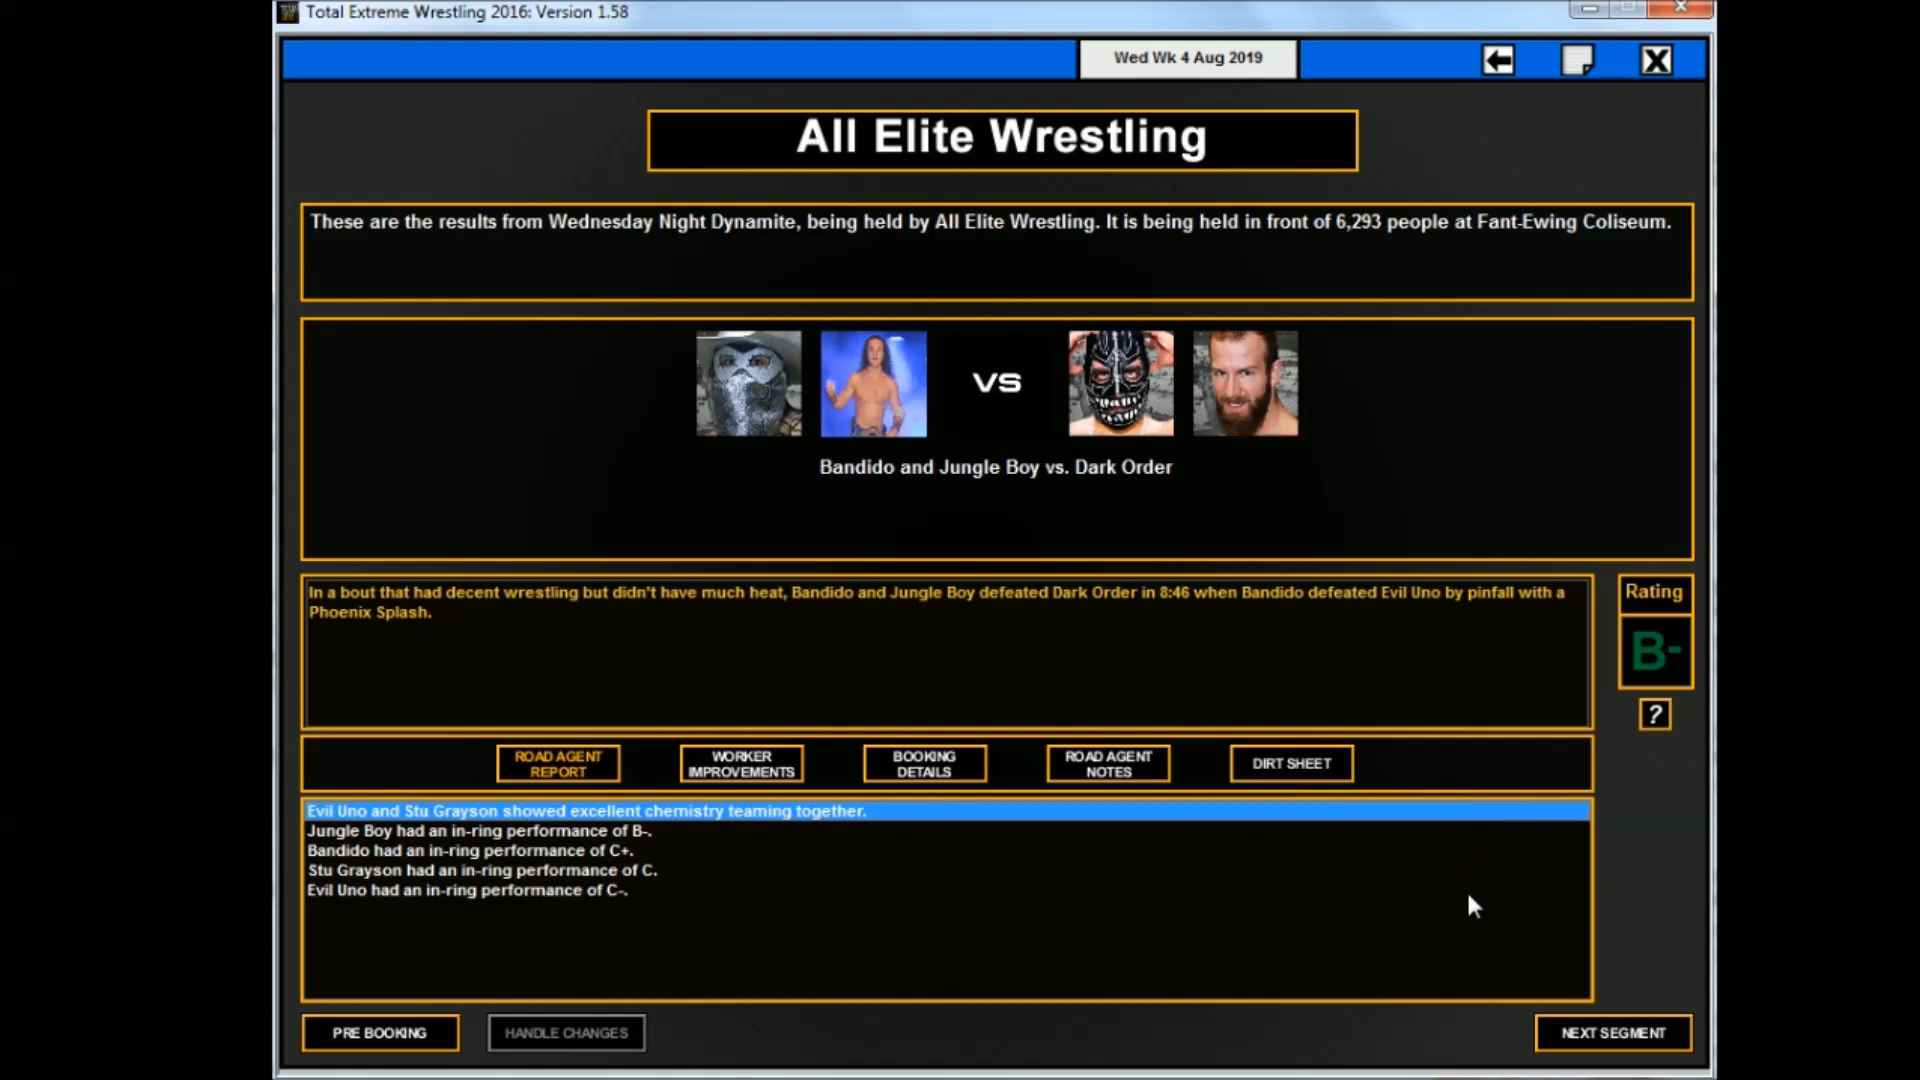 Total Extreme Wrestling 2016: Version 1.58
Wed Wk 4 Aug 2019
All Elite Wrestling
These are the results from Wednesday Night Dynamite, being held by All Elite Wrestling. It is being held in front of 6,293 people at Fant-Ewing Coliseum.
VS
Bandido and Jungle Boy vs. Dark Order
In a bout that had decent wrestling but didn't have much heat, Bandido and Jungle Boy defeated Dark Order in 8:46 when Bandido defeated Evil Uno by pinfall with a
Phoenix Splash.
Rating
B-
?
ROAD AGENT
REPORT
WORKER
IMPROVEMENTS
BOOKING
DETAILS
ROAD AGENT
NOTES
DIRT SHEET
Evil Uno and Stu Grayson showed excellent chemistry teaming together.
Jungle Boy had an in-ring performance of B-.
Bandido had an in-ring performance of C+.
Stu Grayson had an in-ring performance of C.
Evil Uno had an in-ring performance of C-.
PRE BOOKING
HANDLE CHANGES
NEXT SEGMENT